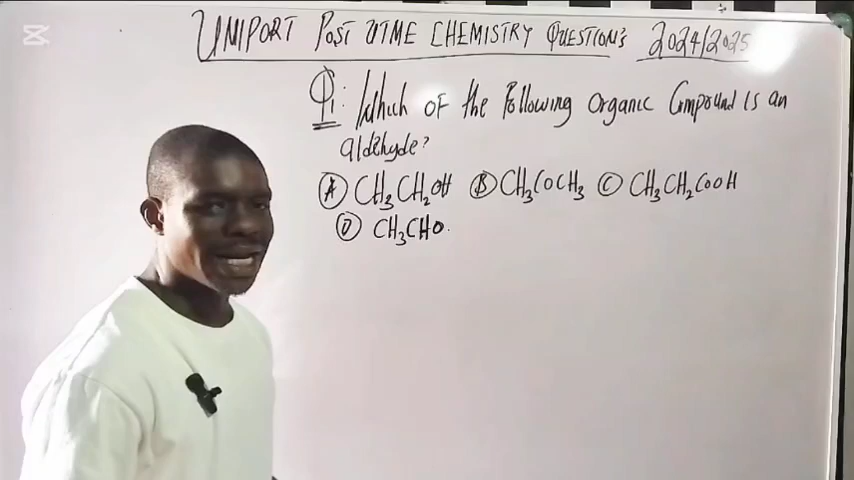 UNIPORT POST UTME CHEMISTRY QUESTION'S 2024/2025
Q1: Which OF the Following Organic Compound is an
aldehyde?
(A) CH₃CH₂OH (B) CH₃COCH₃ (C) CH₃CH₂COOH
(D) CH₃CHO.